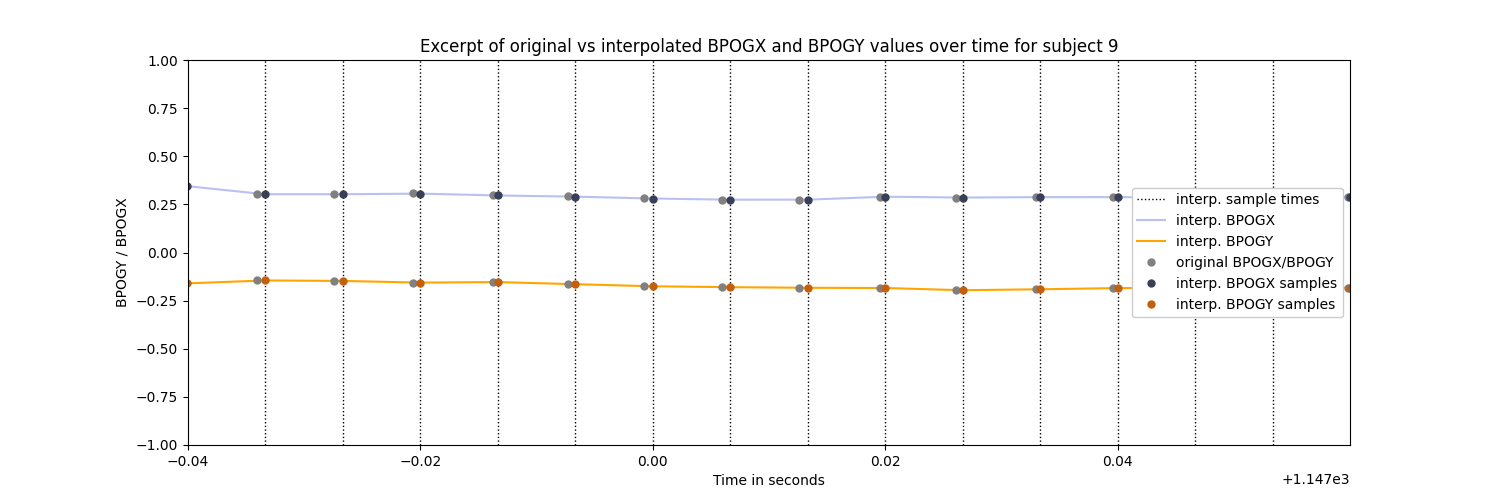 Excerpt of original vs interpolated BPOGX and BPOGY values over time for subject 9
BPOGY / BPOGX
1.00
0.75
0.50
0.25
0.00
−0.25
−0.50
−0.75
−1.00
interp. sample times
interp. BPOGX
interp. BPOGY
original BPOGX/BPOGY
interp. BPOGX samples
interp. BPOGY samples
−0.04
−0.02
0.00
0.02
0.04
Time in seconds
+1.147e3